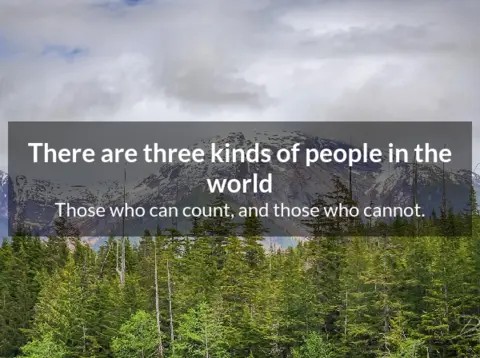 There are three kinds of people in the
world
Those who can count, and those who cannot.